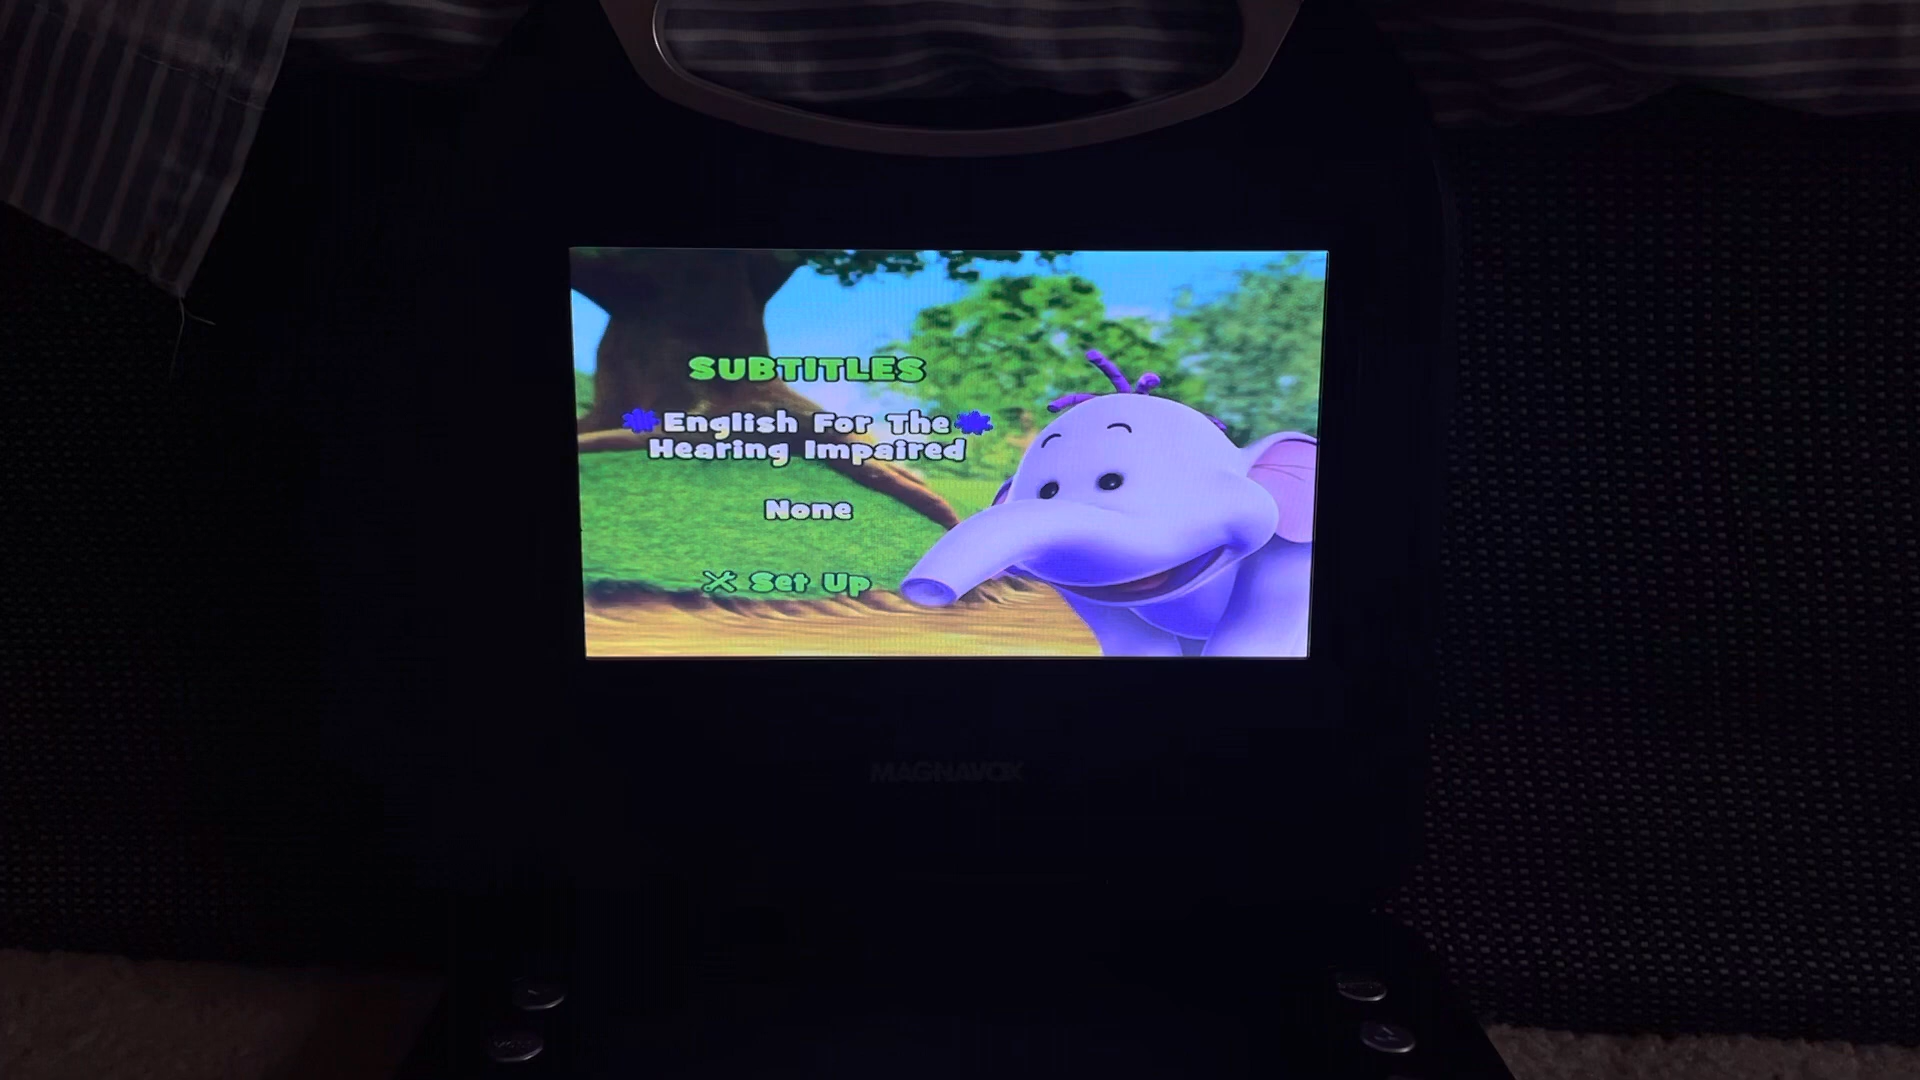 SUBTITLES
English For The
Hearing Impaired
None
Set Up
MAGNAVOX